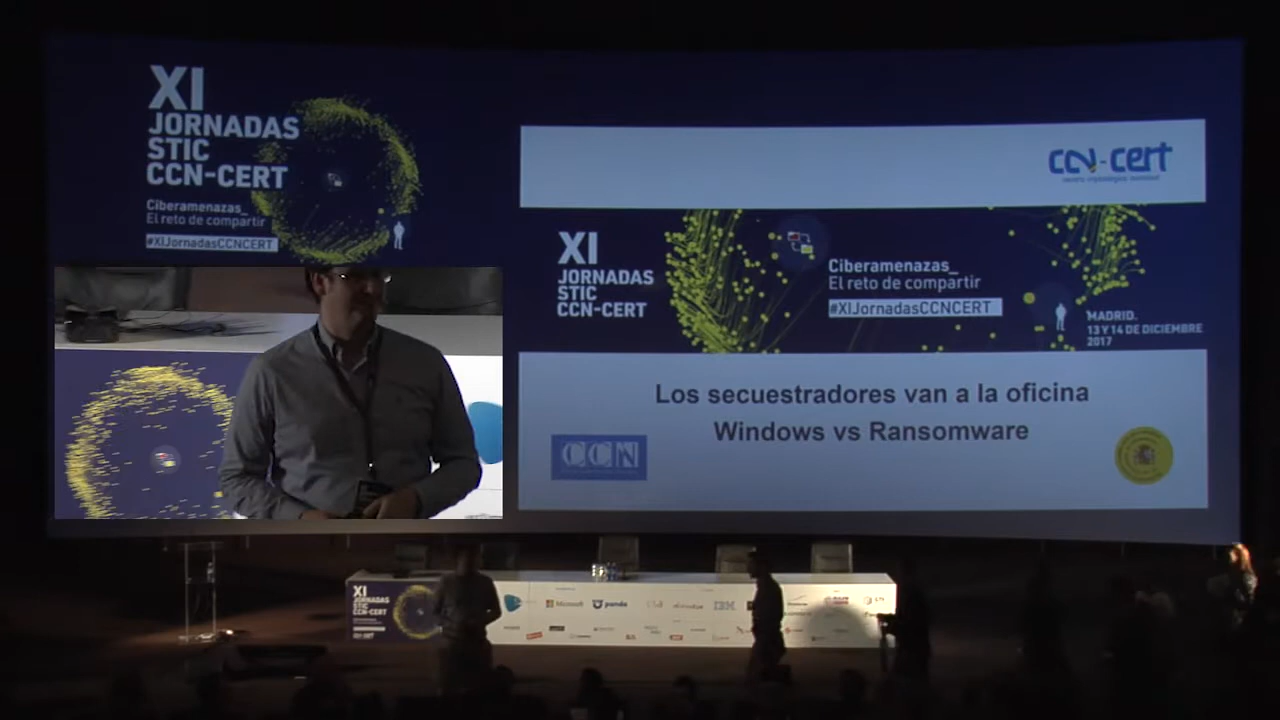 XI
JORNADAS
STIC
CCN-CERT
Ciberamenazas_
El reto de compartir
#XIJornadasCCNCERT
ccn-cert
XI
JORNADAS
STIC
CCN-CERT
Ciberamenazas_
El reto de compartir
#XIJornadasCCNCERT
MADRID.
13 Y 14 DE DICIEMBRE
2017
Los secuestradores van a la oficina
Windows vs Ransomware
CCN
XI
JORNADAS
STIC
CCN-CERT
Microsoft
panda
IBM